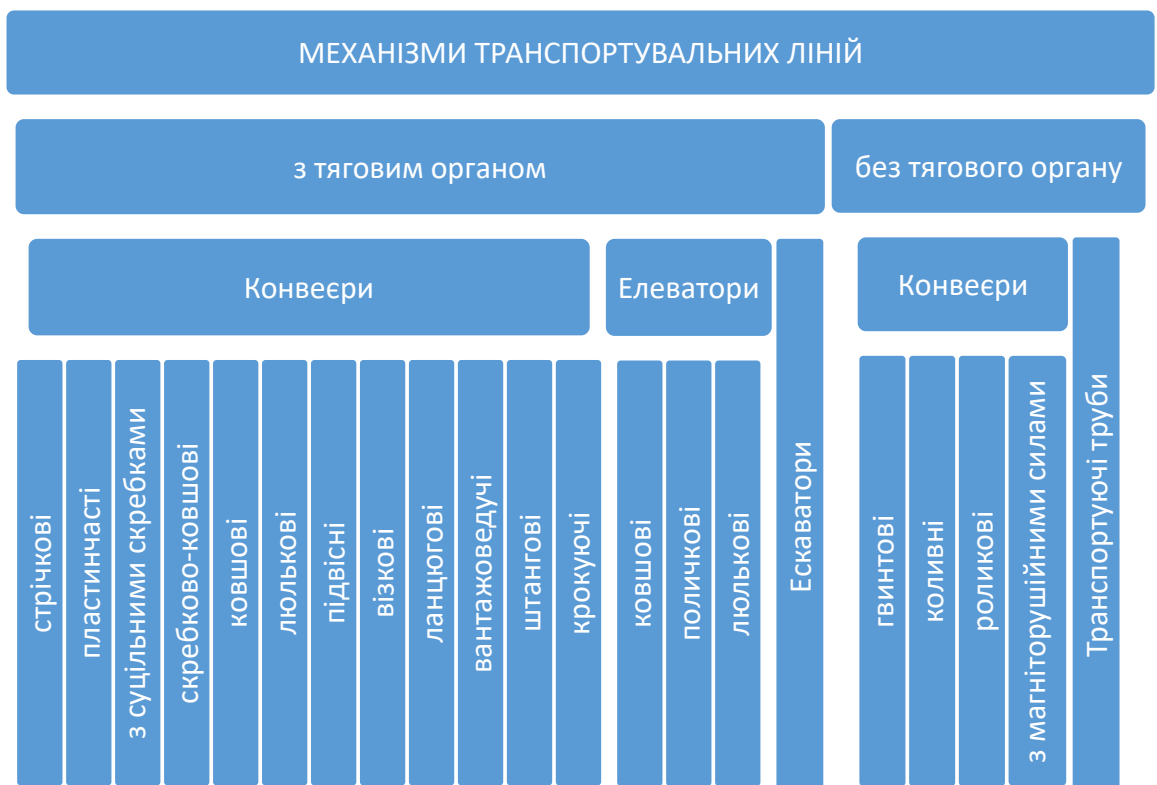 МЕХАНІЗМИ ТРАНСПОРТУВАЛЬНИХ ЛІНІЙ
з тяговим органом
без тягового органу
Конвеєри
Елеватори
Ескаватори
Конвеєри
Транспортуючі труби
стрічкові
пластинчасті
з суцільними скребками
скребково-ковшові
ковшові
люлькові
підвісні
візкові
ланцюгові
вантажоведучі
штангові
крокуючі
ковшові
поличкові
люлькові
гвинтові
коливні
роликові
з магніторушійними силами